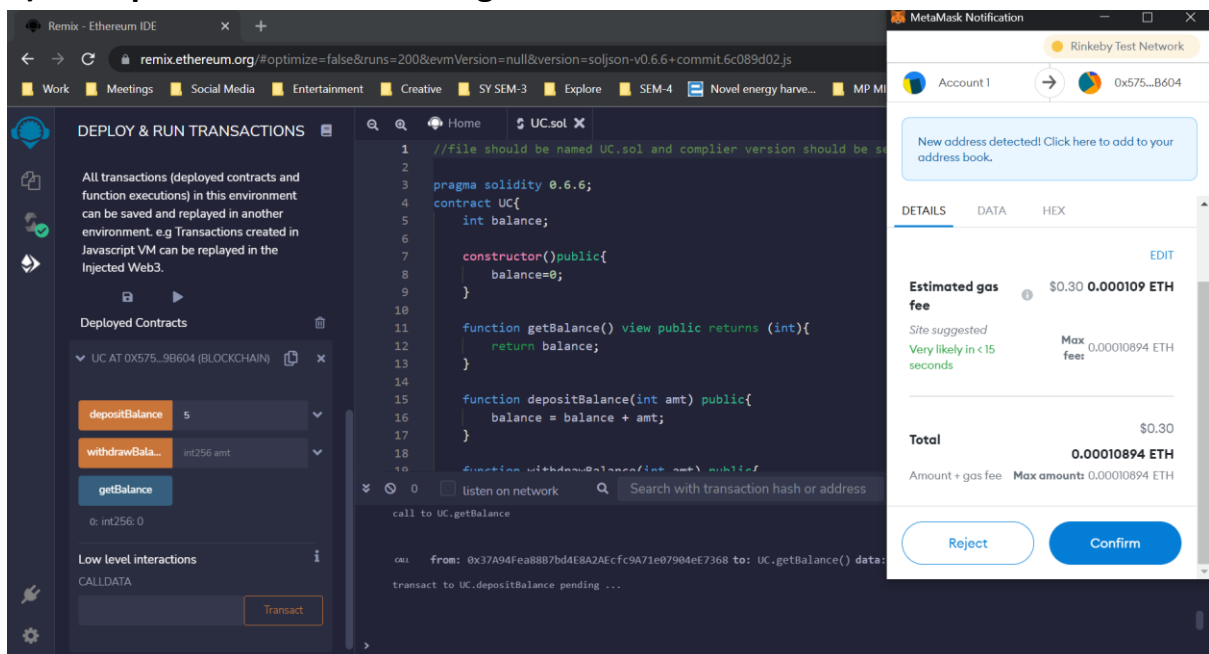 Remix - Ethereum IDE
remix.ethereum.org/#optimize=false&runs=200&evmVersion=null&version=soljson-v0.6.6+commit.6c089d02.js
Work Meetings Social Media Entertainment Creative SY SEM-3 Explore SEM-4 Novel energy harve... MP MI
DEPLOY & RUN TRANSACTIONS
All transactions (deployed contracts and
function executions) in this environment
can be saved and replayed in another
environment. e.g Transactions created in
Javascript VM can be replayed in the
Injected Web3.
Deployed Contracts
UC AT 0X575...9B604 (BLOCKCHAIN)
depositBalance 5
withdrawBala... int256 amt
getBalance
0: int256: 0
Low level interactions
CALLDATA
Transact
Home UC.sol
1 //file should be named UC.sol and complier version should be se
2
3 pragma solidity 0.6.6;
4 contract UC{
5 int balance;
6
7 constructor()public{
8 balance=0;
9 }
10
11 function getBalance() view public returns (int){
12 return balance;
13 }
14
15 function depositBalance(int amt) public{
16 balance = balance + amt;
17 }
18
19 function withdrawBalance(int amt) public{
0 listen on network Search with transaction hash or address
call to UC.getBalance
CALL from: 0x37A94Fea88B7bd4E8A2AEcfc9A71e07904eE7368 to: UC.getBalance() data:
transact to UC.depositBalance pending ...
MetaMask Notification
Rinkeby Test Network
Account 1 0x575...B604
New address detected! Click here to add to your
address book.
DETAILS DATA HEX
EDIT
Estimated gas
fee
$0.30 0.000109 ETH
Site suggested
Very likely in < 15
seconds
Max
fee: 0.00010894 ETH
Total
$0.30
0.00010894 ETH
Amount + gas fee Max amount: 0.00010894 ETH
Reject Confirm